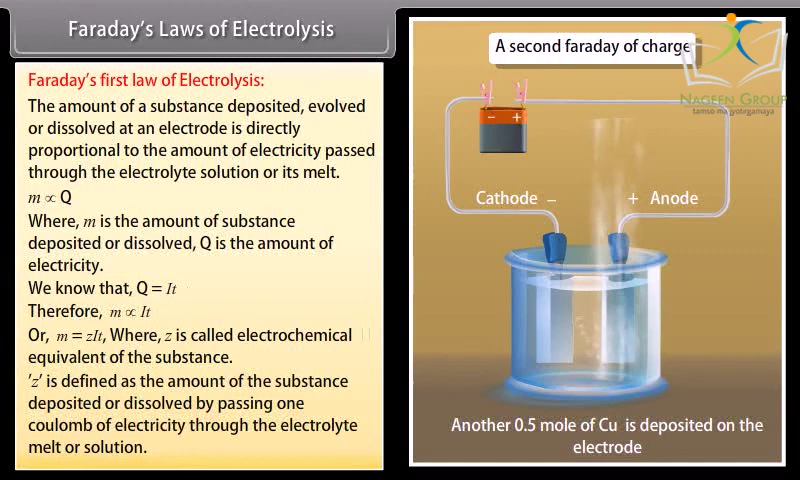 Faraday's Laws of Electrolysis
Faraday's first law of Electrolysis:
The amount of a substance deposited, evolved
or dissolved at an electrode is directly
proportional to the amount of electricity passed
through the electrolyte solution or its melt.
m ∝ Q
Where, m is the amount of substance
deposited or dissolved, Q is the amount of
electricity.
We know that, Q = It
Therefore, m ∝ It
Or, m = zIt, Where, z is called electrochemical
equivalent of the substance.
'z' is defined as the amount of the substance
deposited or dissolved by passing one
coulomb of electricity through the electrolyte
melt or solution.
A second faraday of charge
NAGEEN GROUP
tamso ma jyotirgamaya
− +
Cathode − + Anode
Another 0.5 mole of Cu is deposited on the
electrode